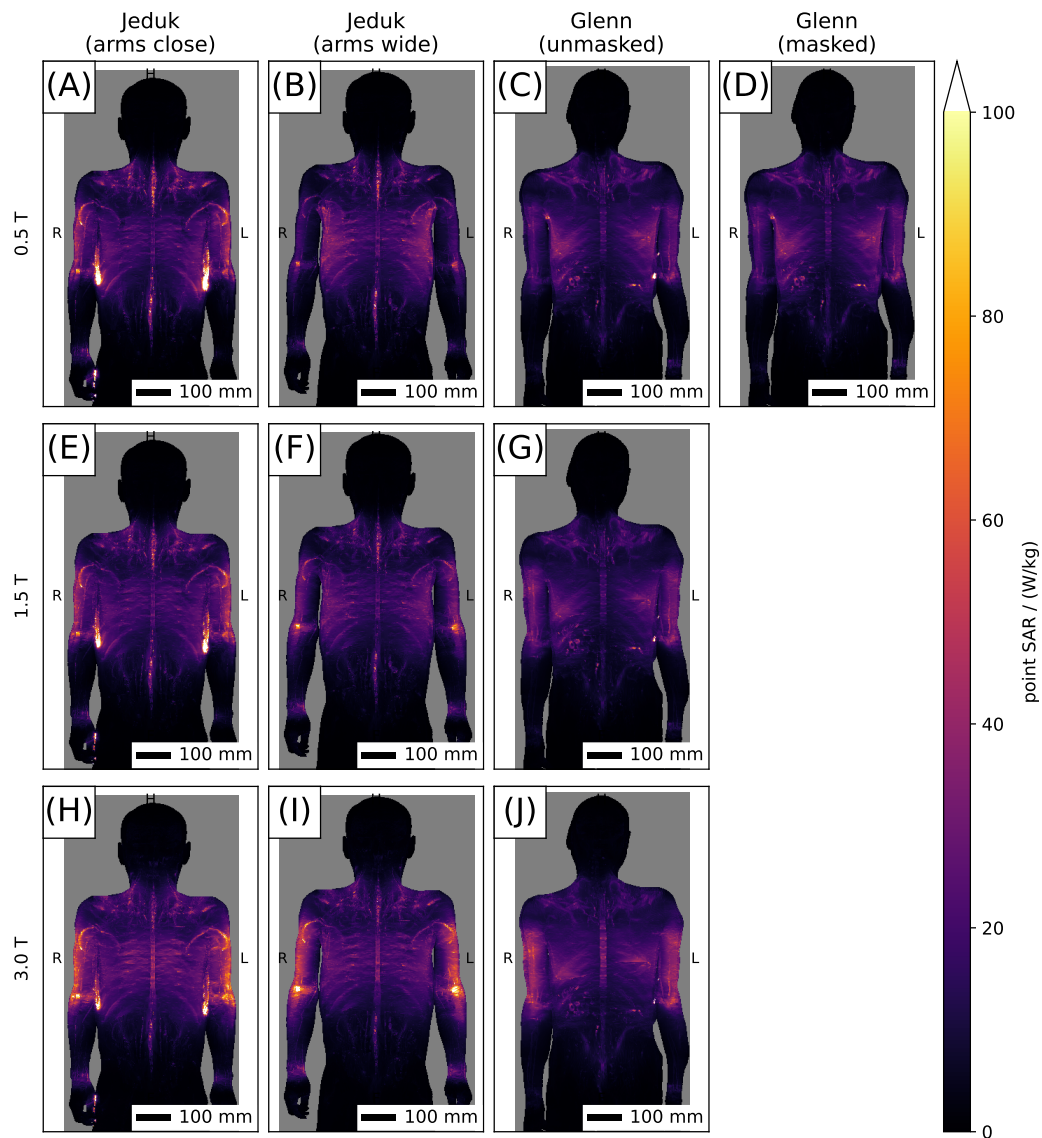 Jeduk
(arms close)
Jeduk
(arms wide)
Glenn
(unmasked)
Glenn
(masked)
0.5 T
(A)
H
R
L
100 mm
(B)
H
R
L
100 mm
(C)
H
R
L
100 mm
(D)
H
R
L
100 mm
1.5 T
(E)
H
R
L
100 mm
(F)
H
R
L
100 mm
(G)
H
R
L
100 mm
3.0 T
(H)
H
R
L
100 mm
(I)
H
R
L
100 mm
(J)
H
R
L
100 mm
100
80
60
40
20
0
point SAR / (W/kg)